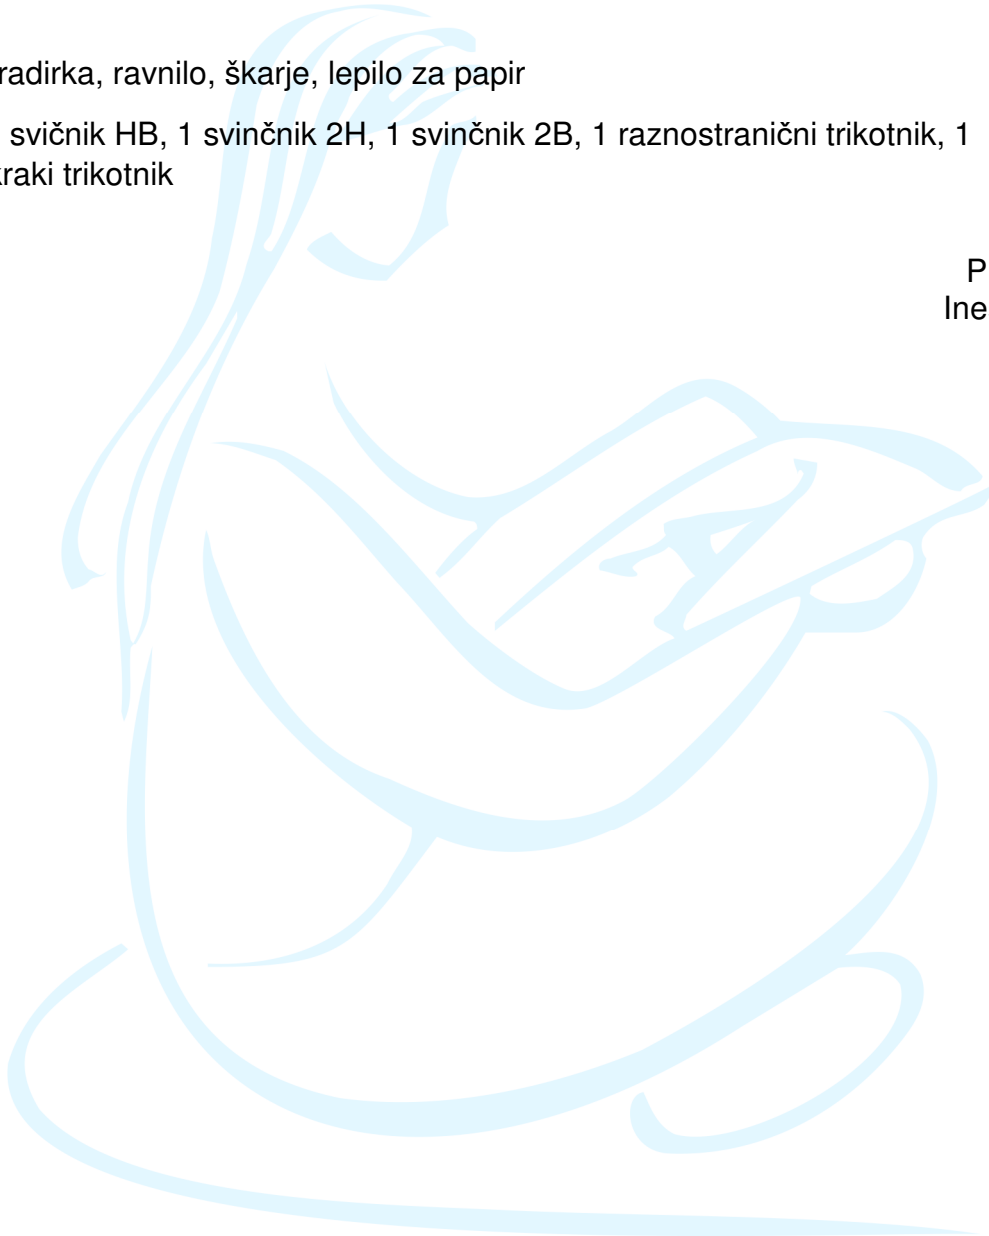 radirka, ravnilo, škarje, lepilo za papir
svičnik HB, 1 svinčnik 2H, 1 svinčnik 2B, 1 raznostranični trikotnik, 1
kraki trikotnik
P
Ine